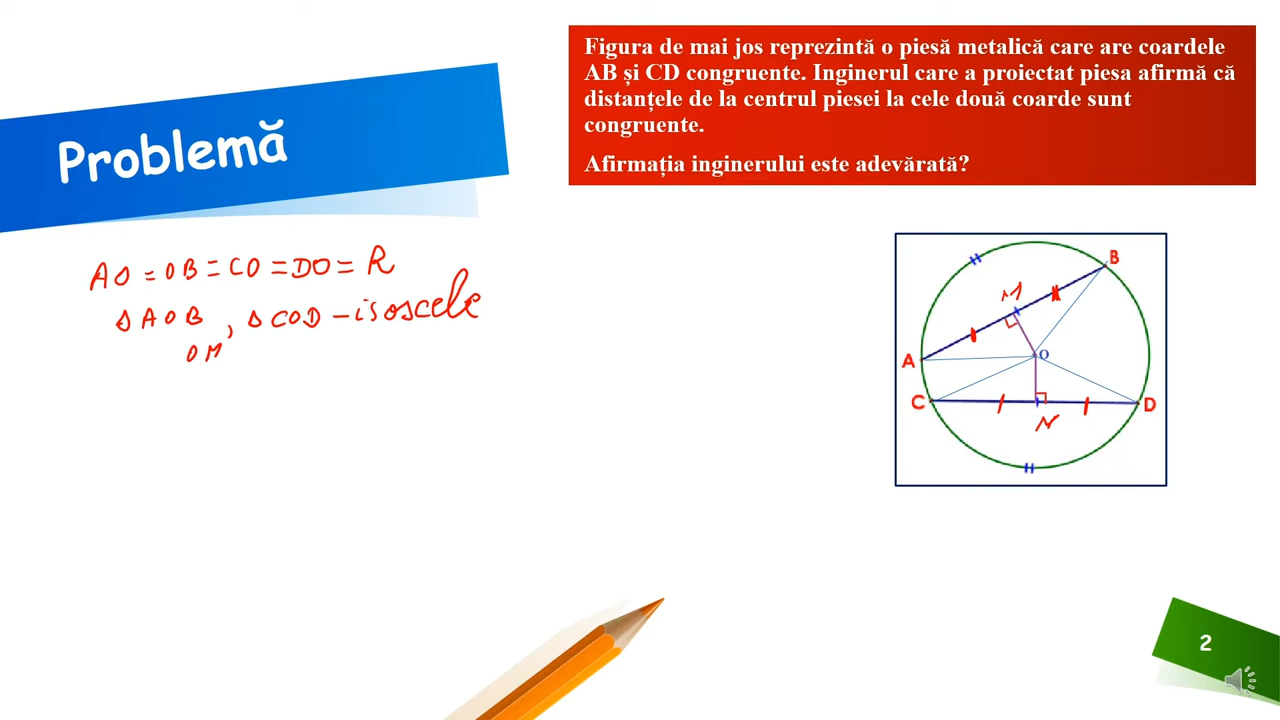 Figura de mai jos reprezintă o piesă metalică care are coardele
AB și CD congruente. Inginerul care a proiectat piesa afirmă că
distanțele de la centrul piesei la cele două coarde sunt
congruente.
Afirmația inginerului este adevărată?
Problemă
AO = OB = CO = DO = R
Δ AOB, Δ COD - isoscele
OM
B
M
A
O
C
D
N
2